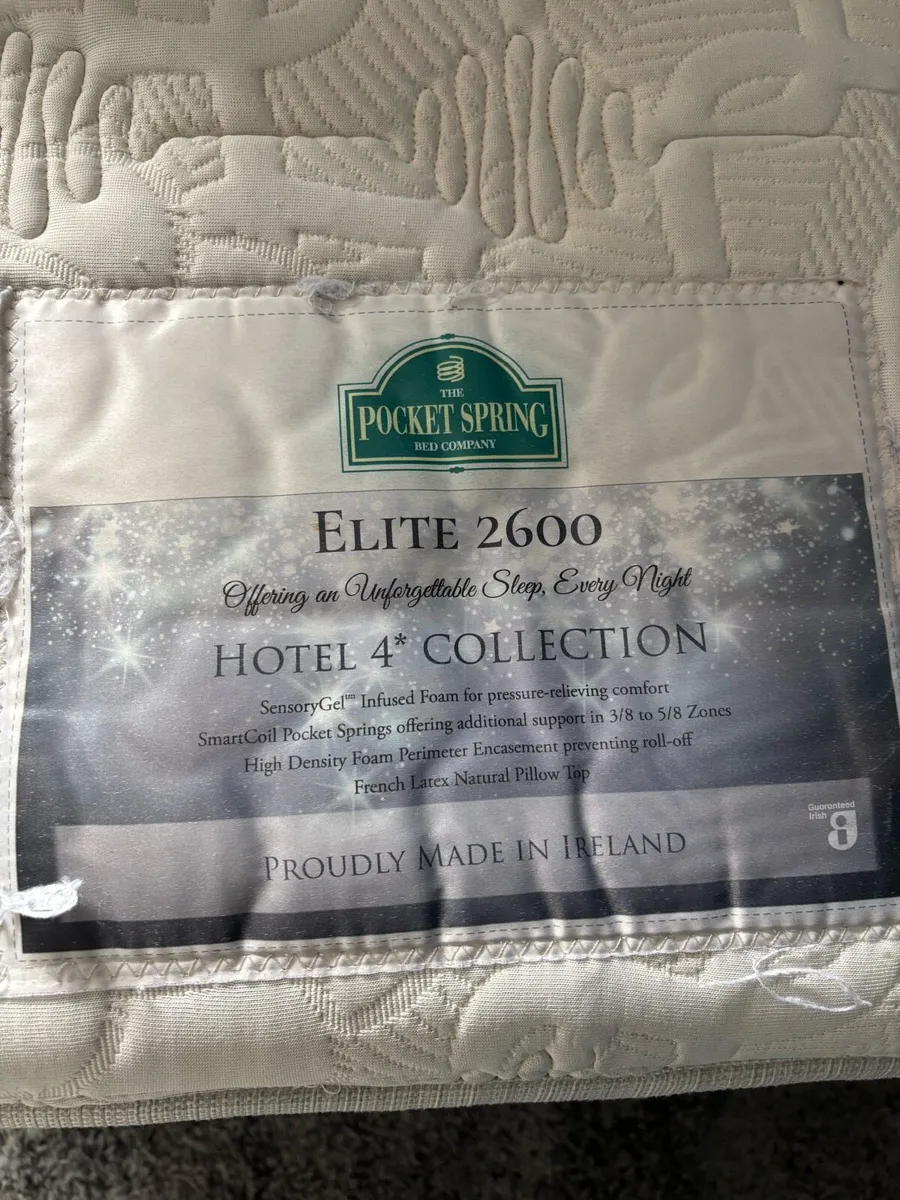 THE
POCKET SPRING
BED COMPANY
ELITE 2600
Offering an Unforgettable Sleep, Every Night
HOTEL 4* COLLECTION
SensoryGel™ Infused Foam for pressure-relieving comfort
SmartCoil Pocket Springs offering additional support in 3/8 to 5/8 Zones
High Density Foam Perimeter Encasement preventing roll-off
French Latex Natural Pillow Top
Guaranteed
Irish
PROUDLY MADE IN IRELAND